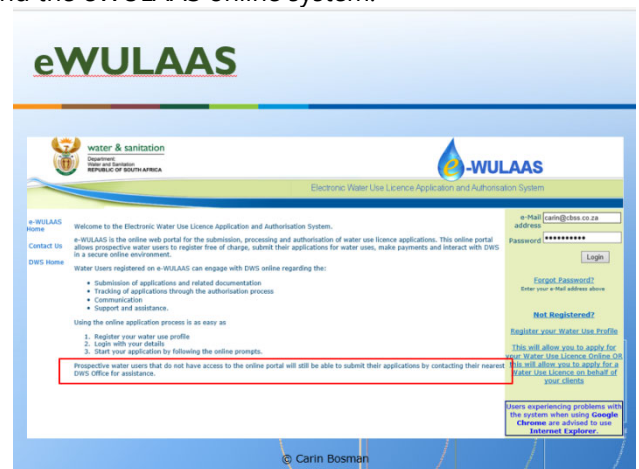 nd the eWULAAS online system.
eWULAAS
water & sanitation
Department:
Water and Sanitation
REPUBLIC OF SOUTH AFRICA
e-WULAAS
Electronic Water Use Licence Application and Authorisation System
e-WULAAS
Home
Contact Us
DWS Home
Welcome to the Electronic Water Use Licence Application and Authorisation System.
e-WULAAS is the online web portal for the submission, processing and authorisation of water use licence applications. This online portal
allows prospective water users to register free of charge, submit their applications for water uses, make payments and interact with DWS
in a secure online environment.
Water Users registered on e-WULAAS can engage with DWS online regarding the:
• Submission of applications and related documentation
• Tracking of applications through the authorisation process
• Communication
• Support and assistance.
Using the online application process is as easy as
1. Register your water use profile
2. Login with your details
3. Start your application by following the online prompts.
Prospective water users that do not have access to the online portal will still be able to submit their applications by contacting their nearest
DWS Office for assistance.
e-Mail
address
carin@cbss.co.za
Password
••••••••••
Login
Forgot Password?
Enter your e-Mail address above
Not Registered?
Register your Water Use Profile
This will allow you to apply for
your Water Use Licence Online OR
this will allow you to apply for a
Water Use Licence on behalf of
your clients
Users experiencing problems with
the system when using Google
Chrome are advised to use
Internet Explorer.
© Carin Bosman